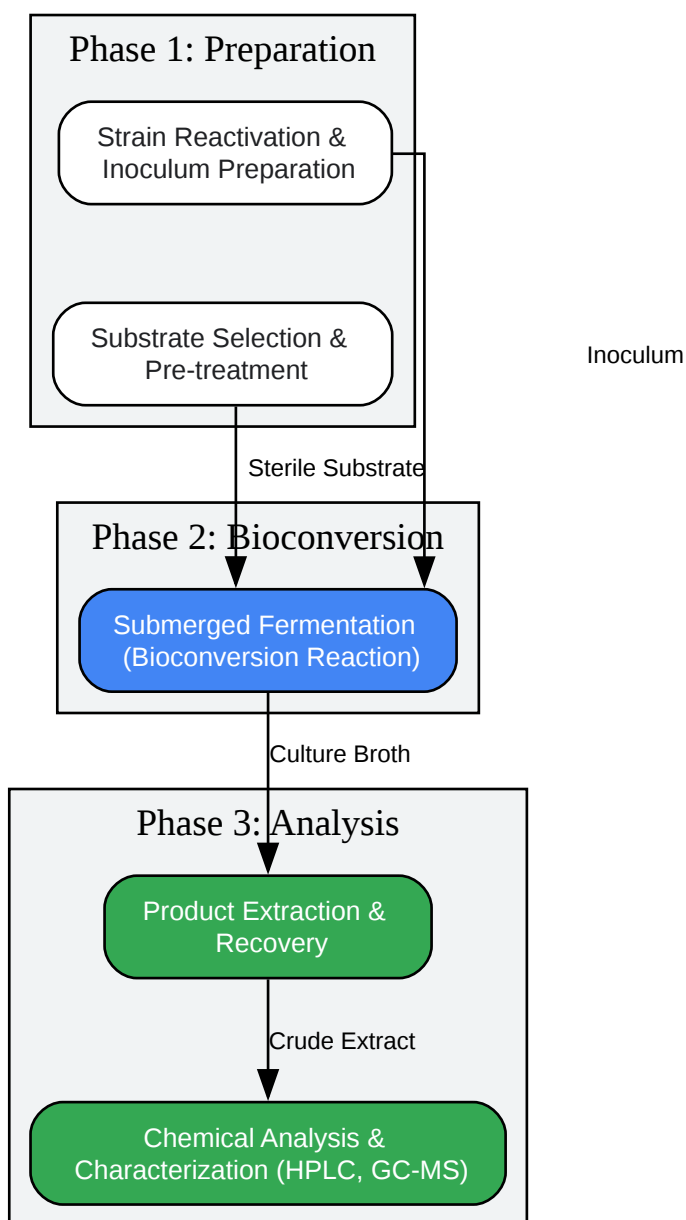 Phase 1: Preparation
Strain Reactivation &
Inoculum Preparation
Substrate Selection &
Pre-treatment
Inoculum
Sterile Substrate
Phase 2: Bioconversion
Submerged Fermentation
(Bioconversion Reaction)
Culture Broth
Phase 3: Analysis
Product Extraction &
Recovery
Crude Extract
Chemical Analysis &
Characterization (HPLC, GC-MS)